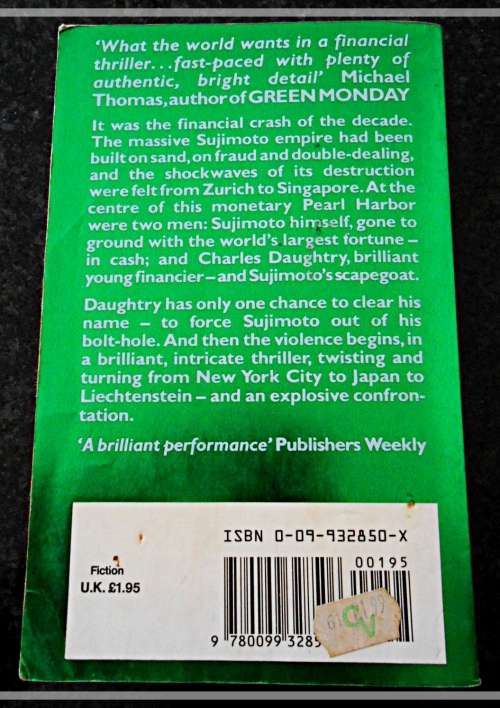 ‘What the world wants in a financial
thriller...fast-paced with plenty of
authentic, bright detail’ Michael
Thomas, author of GREEN MONDAY
It was the financial crash of the decade.
The massive Sujimoto empire had been
built on sand, on fraud and double-dealing,
and the shockwaves of its destruction
were felt from Zurich to Singapore. At the
centre of this monetary Pearl Harbor
were two men: Sujimoto himself, gone to
ground with the world’s largest fortune –
in cash; and Charles Daughtry, brilliant
young financier – and Sujimoto’s scapegoat.
Daughtry has only one chance to clear his
name – to force Sujimoto out of his
bolt-hole. And then the violence begins, in
a brilliant, intricate thriller, twisting and
turning from New York City to Japan to
Liechtenstein – and an explosive confron-
tation.
‘A brilliant performance’ Publishers Weekly
ISBN 0-09-932850-X
00195
Fiction
U.K. £1.95
CV
9 780099 3285